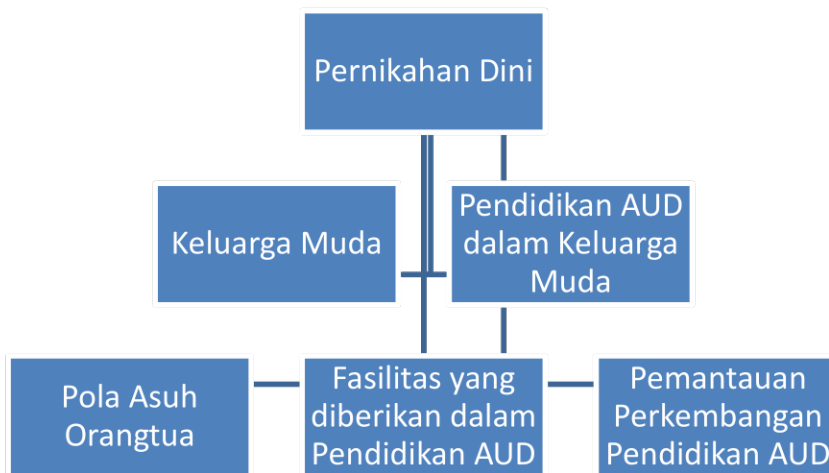 Pernikahan Dini
Keluarga Muda
Pendidikan AUD
dalam Keluarga
Muda
Pola Asuh
Orangtua
Fasilitas yang
diberikan dalam
Pendidikan AUD
Pemantauan
Perkembangan
Pendidikan AUD